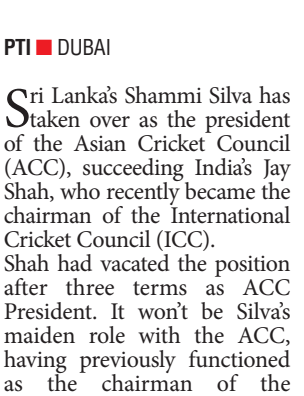 PTI ■ DUBAI
Sri Lanka's Shammi Silva has
taken over as the president
of the Asian Cricket Council
(ACC), succeeding India's Jay
Shah, who recently became the
chairman of the International
Cricket Council (ICC).
Shah had vacated the position
after three terms as ACC
President. It won't be Silva's
maiden role with the ACC,
having previously functioned
as the chairman of the